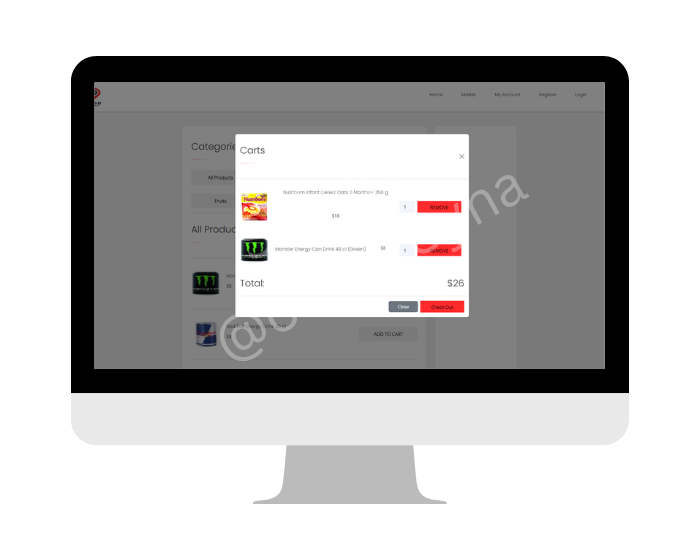 Home Market My Account Register Login
Categorie
Carts
×
All Products
Fruits
Nutribom Infant Cereal Oats 6 Months+ 350 g
$18
1
REMOVE
Monster Energy Can Drink 40 cl (Green)
$8
1
REMOVE
All Produc
Total:
$26
Close
Check Out
ADD TO CART